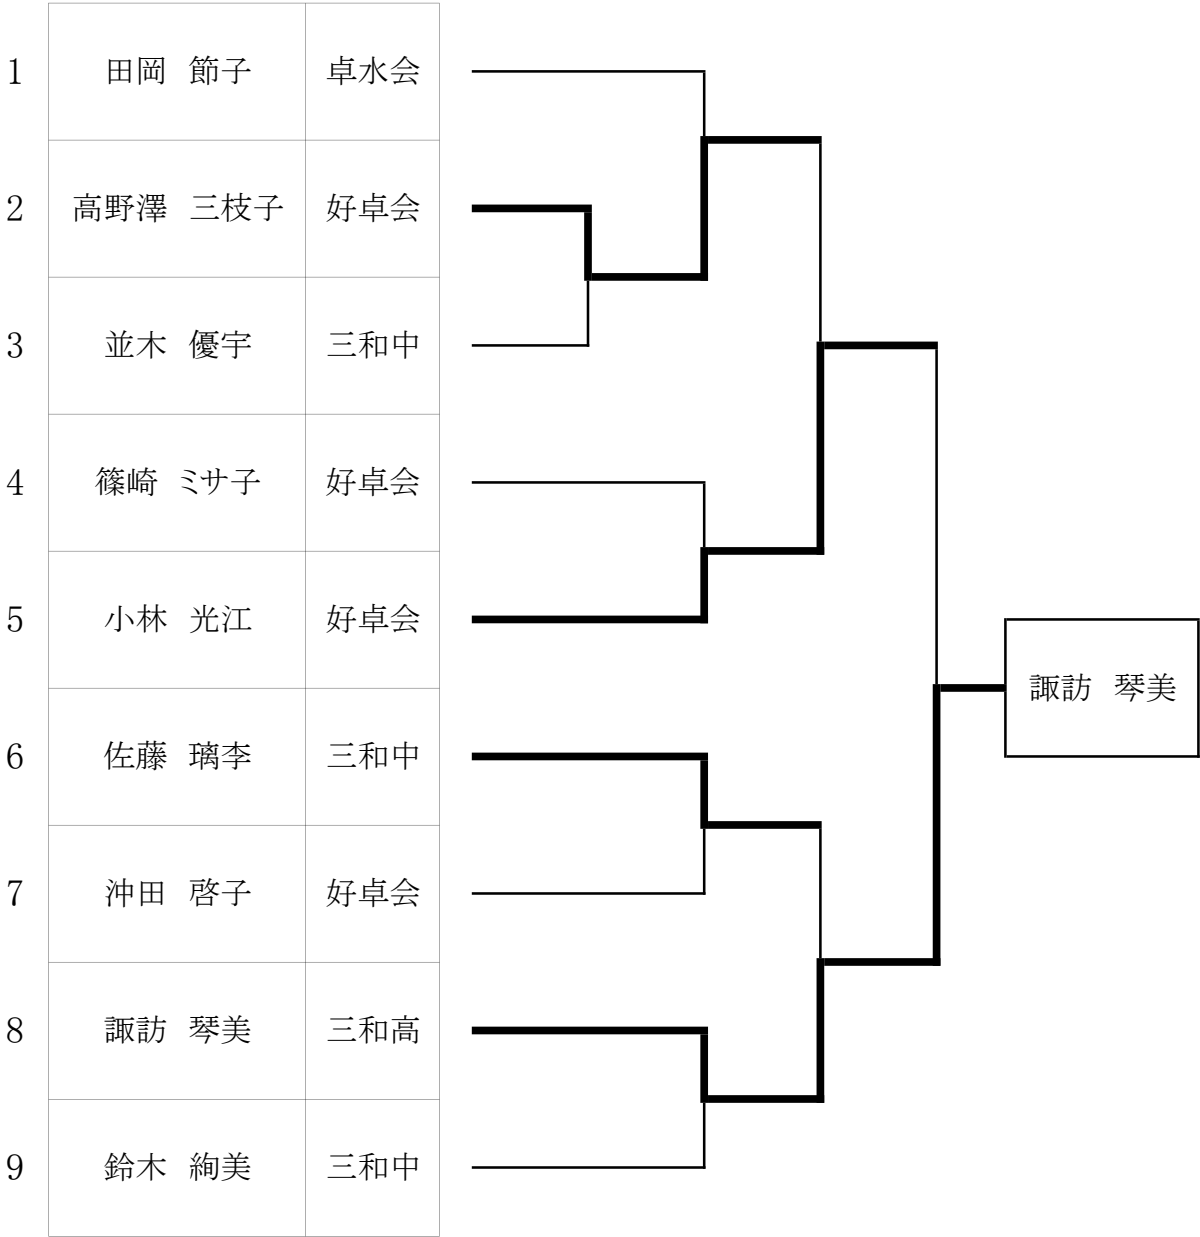 1 田岡 節子 卓水会
2 高野澤 三枝子 好卓会
3 並木 優宇 三和中
4 篠崎 ミサ子 好卓会
5 小林 光江 好卓会
6 佐藤 璃李 三和中
7 沖田 啓子 好卓会
8 諏訪 琴美 三和高
9 鈴木 絢美 三和中
諏訪 琴美